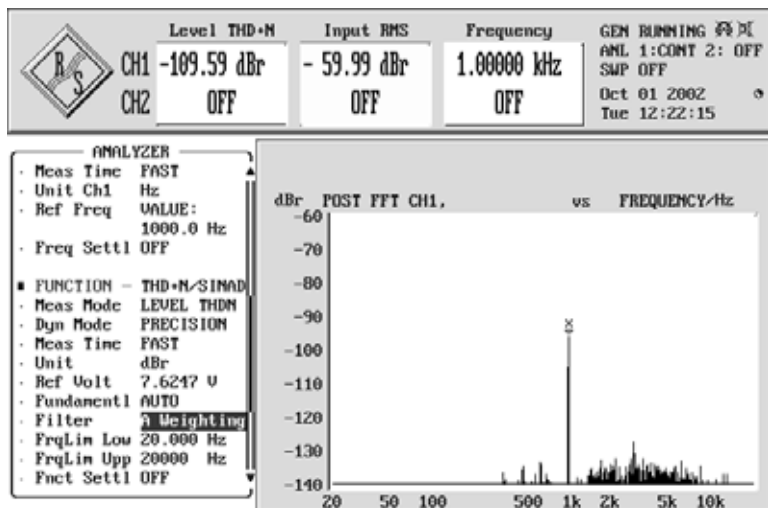 Level THD+N Input RMS Frequency
CH1 -109.59 dBr - 59.99 dBr 1.00000 kHz
CH2 OFF OFF OFF
GEN RUNNING
ANL 1:CONT 2: OFF
SWP OFF
Oct 01 2002
Tue 12:22:15
R S
ANALYZER
Meas Time FAST
Unit Ch1 Hz
Ref Freq VALUE:
1000.0 Hz
Freq Settl OFF
FUNCTION - THD+N/SINAD
Meas Mode LEVEL THDN
Dyn Mode PRECISION
Meas Time FAST
Unit dBr
Ref Volt 7.6247 V
Fundamentl AUTO
Filter A Weighting
FrqLim Low 20.000 Hz
FrqLim Upp 20000 Hz
Fnct Settl OFF
dBr POST FFT CH1, vs FREQUENCY/Hz
-60
-70
-80
-90
-100
-110
-120
-130
-140
20 50 100 500 1k 2k 5k 10k